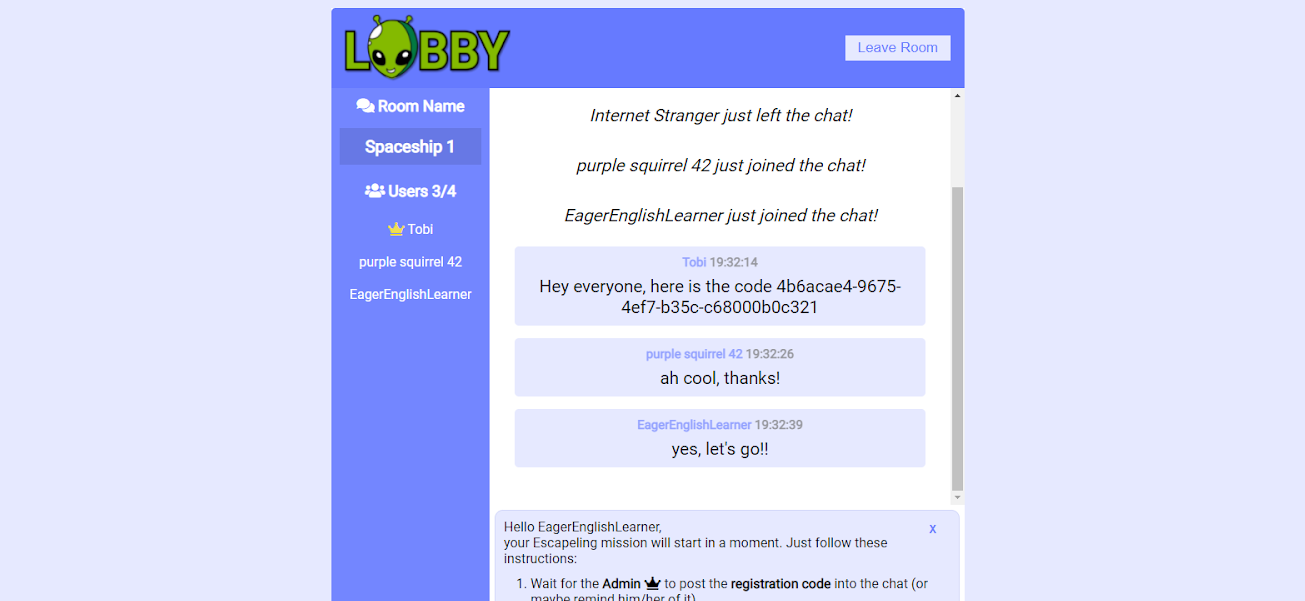 LOBBY
Leave Room
Room Name
Spaceship 1
Users 3/4
Tobi
purple squirrel 42
EagerEnglishLearner
Internet Stranger just left the chat!
purple squirrel 42 just joined the chat!
EagerEnglishLearner just joined the chat!
Tobi 19:32:14
Hey everyone, here is the code 4b6acae4-9675-
4ef7-b35c-c68000b0c321
purple squirrel 42 19:32:26
ah cool, thanks!
EagerEnglishLearner 19:32:39
yes, let's go!!
Hello EagerEnglishLearner,
X
your Escapeling mission will start in a moment. Just follow these
instructions:
1. Wait for the Admin to post the registration code into the chat (or
maybe remind him/her of it)